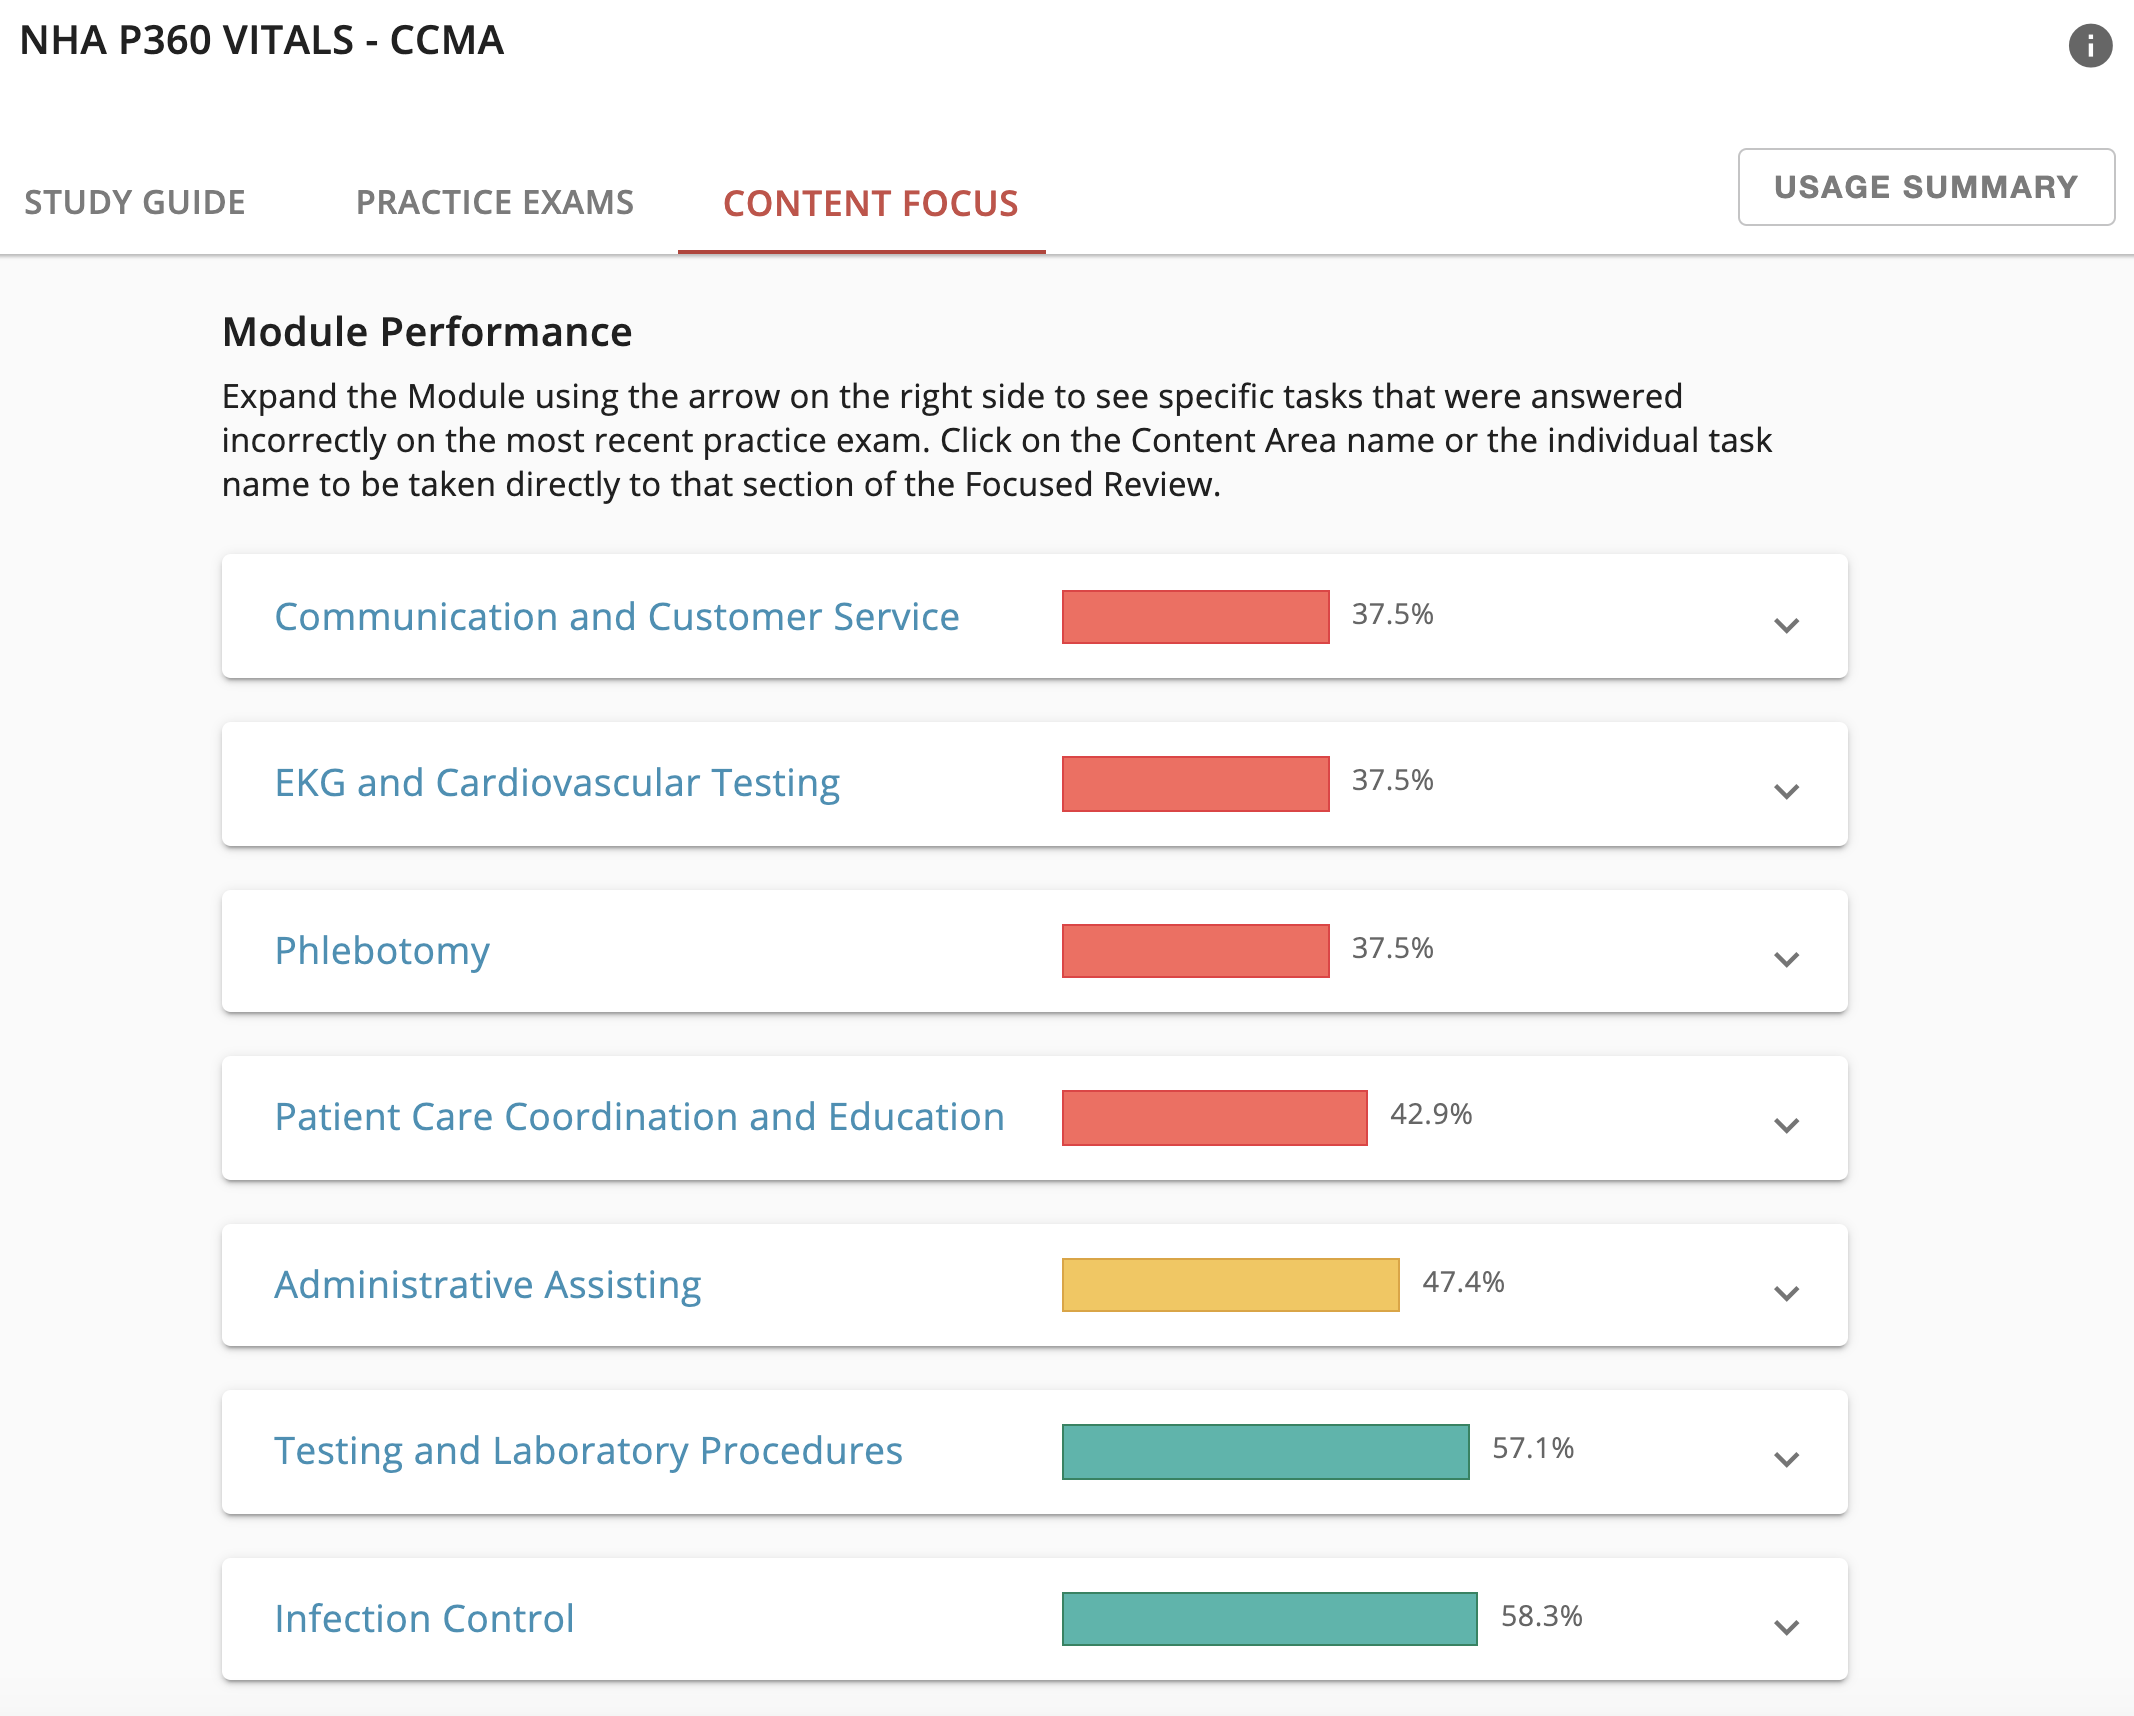 NHA P360 VITALS - CCMA
i
STUDY GUIDE
PRACTICE EXAMS
CONTENT FOCUS
USAGE SUMMARY
Module Performance
Expand the Module using the arrow on the right side to see specific tasks that were answered
incorrectly on the most recent practice exam. Click on the Content Area name or the individual task
name to be taken directly to that section of the Focused Review.
Communication and Customer Service
37.5%
EKG and Cardiovascular Testing
37.5%
Phlebotomy
37.5%
Patient Care Coordination and Education
42.9%
Administrative Assisting
47.4%
Testing and Laboratory Procedures
57.1%
Infection Control
58.3%